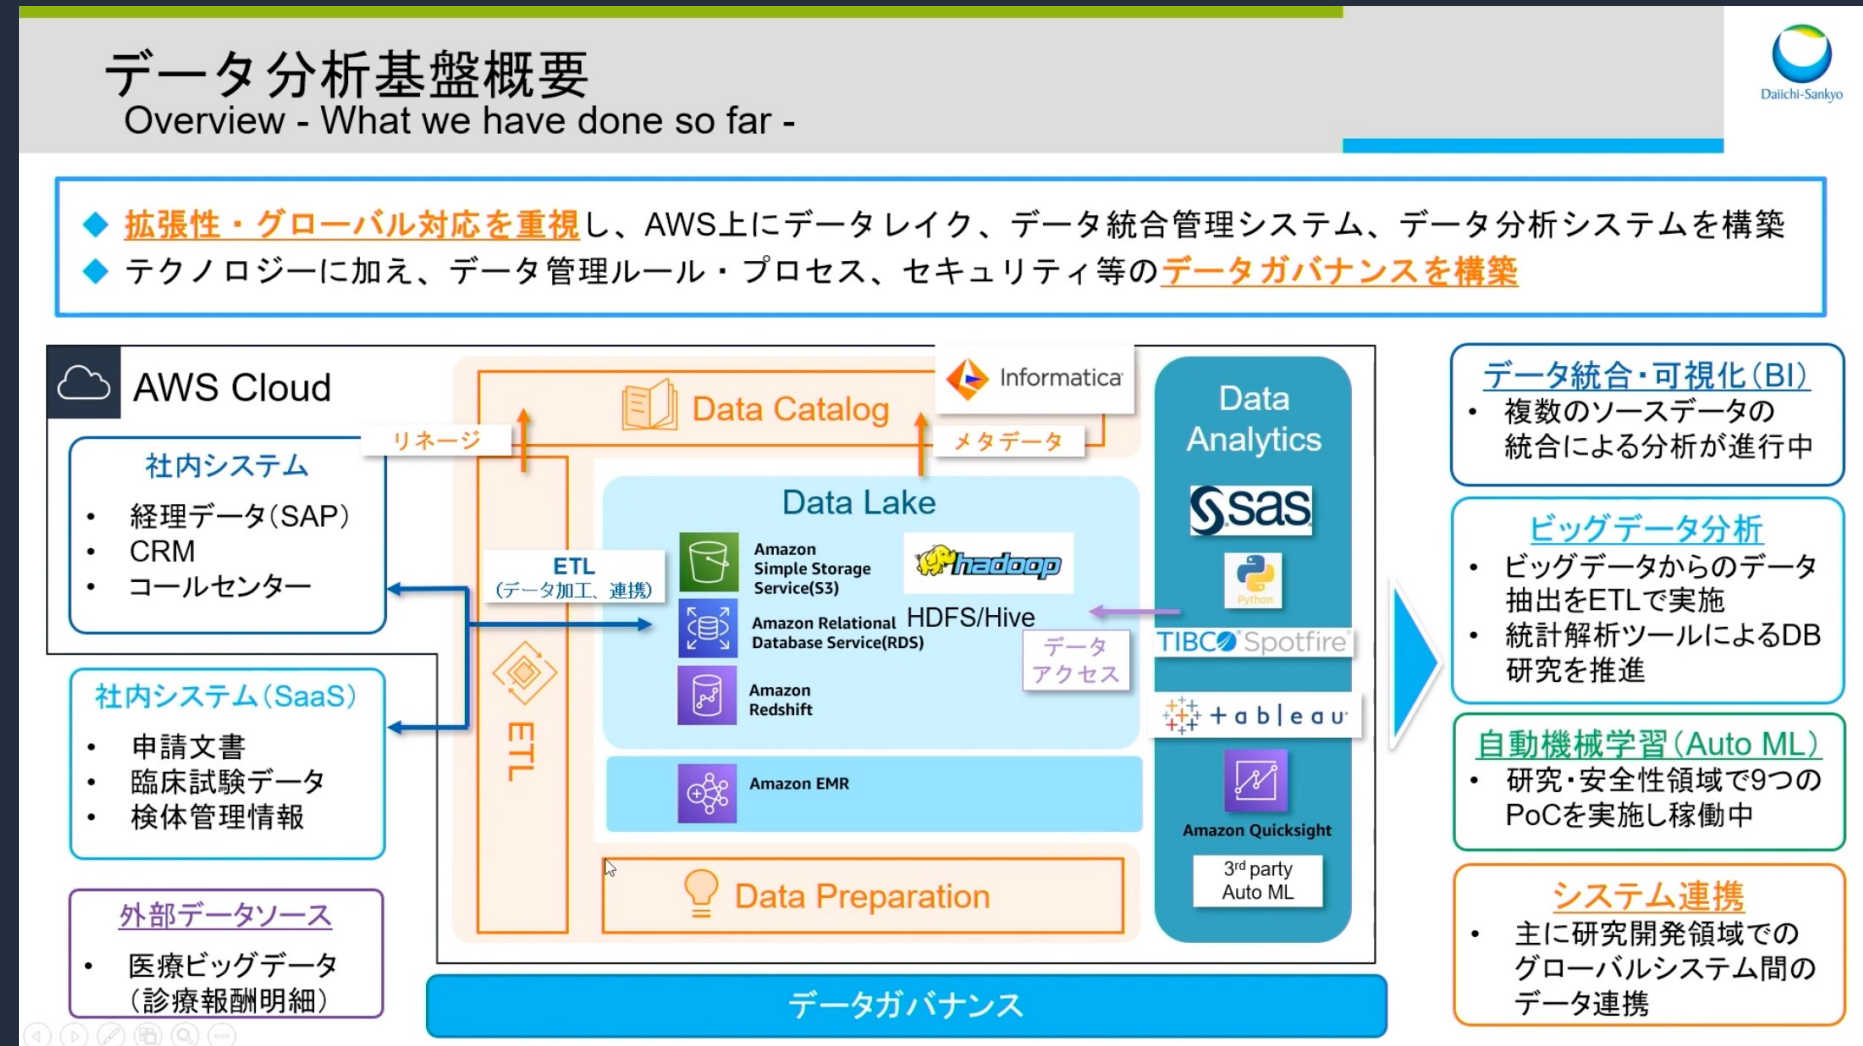 データ分析基盤概要
Overview - What we have done so far -
Daiichi-Sankyo
◆ 拡張性・グローバル対応を重視し、AWS上にデータレイク、データ統合管理システム、データ分析システムを構築
◆ テクノロジーに加え、データ管理ルール・プロセス、セキュリティ等のデータガバナンスを構築
AWS Cloud
社内システム
• 経理データ(SAP)
• CRM
• コールセンター
社内システム(SaaS)
• 申請文書
• 臨床試験データ
• 検体管理情報
外部データソース
• 医療ビッグデータ
(診療報酬明細)
リネージ
Data Catalog
Informatica
メタデータ
ETL
(データ加工、連携)
ETL
Data Lake
Amazon
Simple Storage
Service(S3)
hadoop
Amazon Relational
Database Service(RDS)
HDFS/Hive
Amazon
Redshift
データ
アクセス
Amazon EMR
Data Preparation
Data
Analytics
sas
Python
TIBCO Spotfire
+ a b l e a u
Amazon Quicksight
3rd party
Auto ML
データガバナンス
データ統合・可視化(BI)
• 複数のソースデータの
統合による分析が進行中
ビッグデータ分析
• ビッグデータからのデータ
抽出をETLで実施
• 統計解析ツールによるDB
研究を推進
自動機械学習(Auto ML)
• 研究・安全性領域で9つの
PoCを実施し稼働中
システム連携
• 主に研究開発領域での
グローバルシステム間の
データ連携